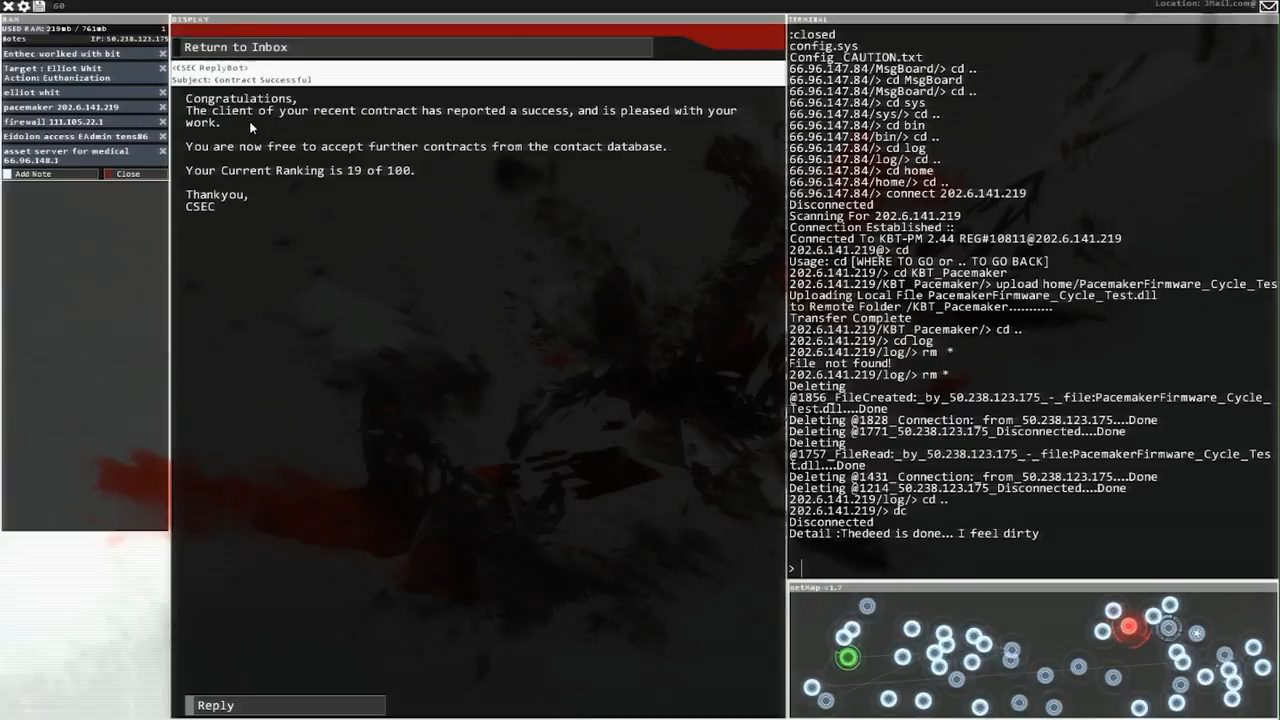 60
Location: JMail.com@
RAM
USED RAM: 219mb / 761mb
1
Notes
IP: 50.238.123.175
Enthec worlked with bit
Target : Elliot Whit
Action: Euthanization
elliot whit
pacemaker 202.6.141.219
firewall 111.105.22.1
Eidolon access EAdmin tens86
asset server for medical
66.96.148.1
Add Note
Close
DISPLAY
Return to Inbox
<CSEC ReplyBot>
Subject: Contract Successful
Congratulations,
The client of your recent contract has reported a success, and is pleased with your
work.
You are now free to accept further contracts from the contact database.
Your Current Ranking is 19 of 100.
Thankyou,
CSEC
Reply
TERMINAL
:closed
config.sys
Config_CAUTION.txt
66.96.147.84/MsgBoard/> cd ..
66.96.147.84/> cd MsgBoard
66.96.147.84/MsgBoard/> cd ..
66.96.147.84/> cd sys
66.96.147.84/sys/> cd ..
66.96.147.84/> cd bin
66.96.147.84/bin/> cd ..
66.96.147.84/> cd log
66.96.147.84/log/> cd ..
66.96.147.84/> cd home
66.96.147.84/home/> cd ..
66.96.147.84/> connect 202.6.141.219
Disconnected
Scanning For 202.6.141.219
Connection Established ::
Connected To KBT-PM 2.44 REG#10811@202.6.141.219
202.6.141.219@> cd
Usage: cd [WHERE TO GO or .. TO GO BACK]
202.6.141.219/> cd KBT_Pacemaker
202.6.141.219/KBT_Pacemaker/> upload home/PacemakerFirmware_Cycle_Tes
Uploading Local File PacemakerFirmware_Cycle_Test.dll
to Remote Folder /KBT_Pacemaker...........
Transfer Complete
202.6.141.219/KBT_Pacemaker/> cd ..
202.6.141.219/> cd log
202.6.141.219/log/> rm  *
File  not found!
202.6.141.219/log/> rm *
Deleting
@1856_FileCreated:_by_50.238.123.175_-_file:PacemakerFirmware_Cycle_
Test.dll....Done
Deleting @1828_Connection:_from_50.238.123.175....Done
Deleting @1771_50.238.123.175_Disconnected....Done
Deleting
@1757_FileRead:_by_50.238.123.175_-_file:PacemakerFirmware_Cycle_Tes
t.dll....Done
Deleting @1431_Connection:_from_50.238.123.175....Done
Deleting @1214_50.238.123.175_Disconnected....Done
202.6.141.219/log/> cd ..
202.6.141.219/> dc
Disconnected
Detail :Thedeed is done... I feel dirty
>
netMap v1.7